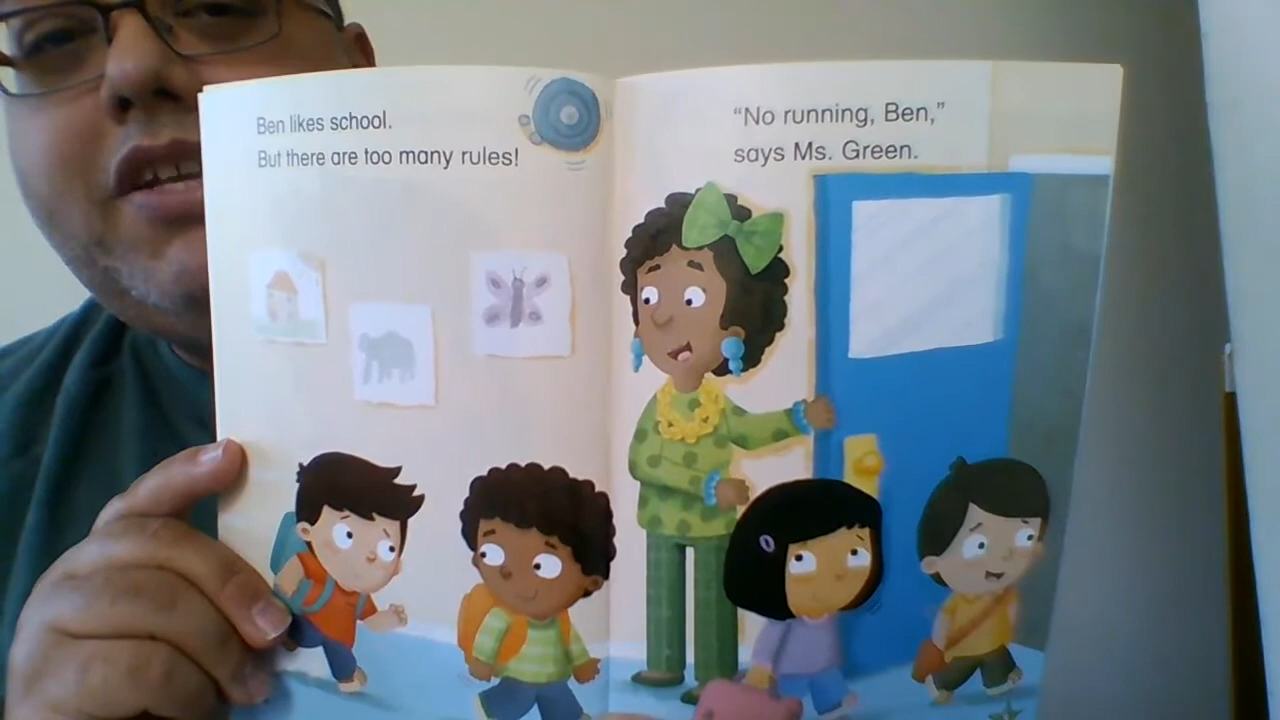 Ben likes school.
But there are too many rules!
“No running, Ben,”
says Ms. Green.